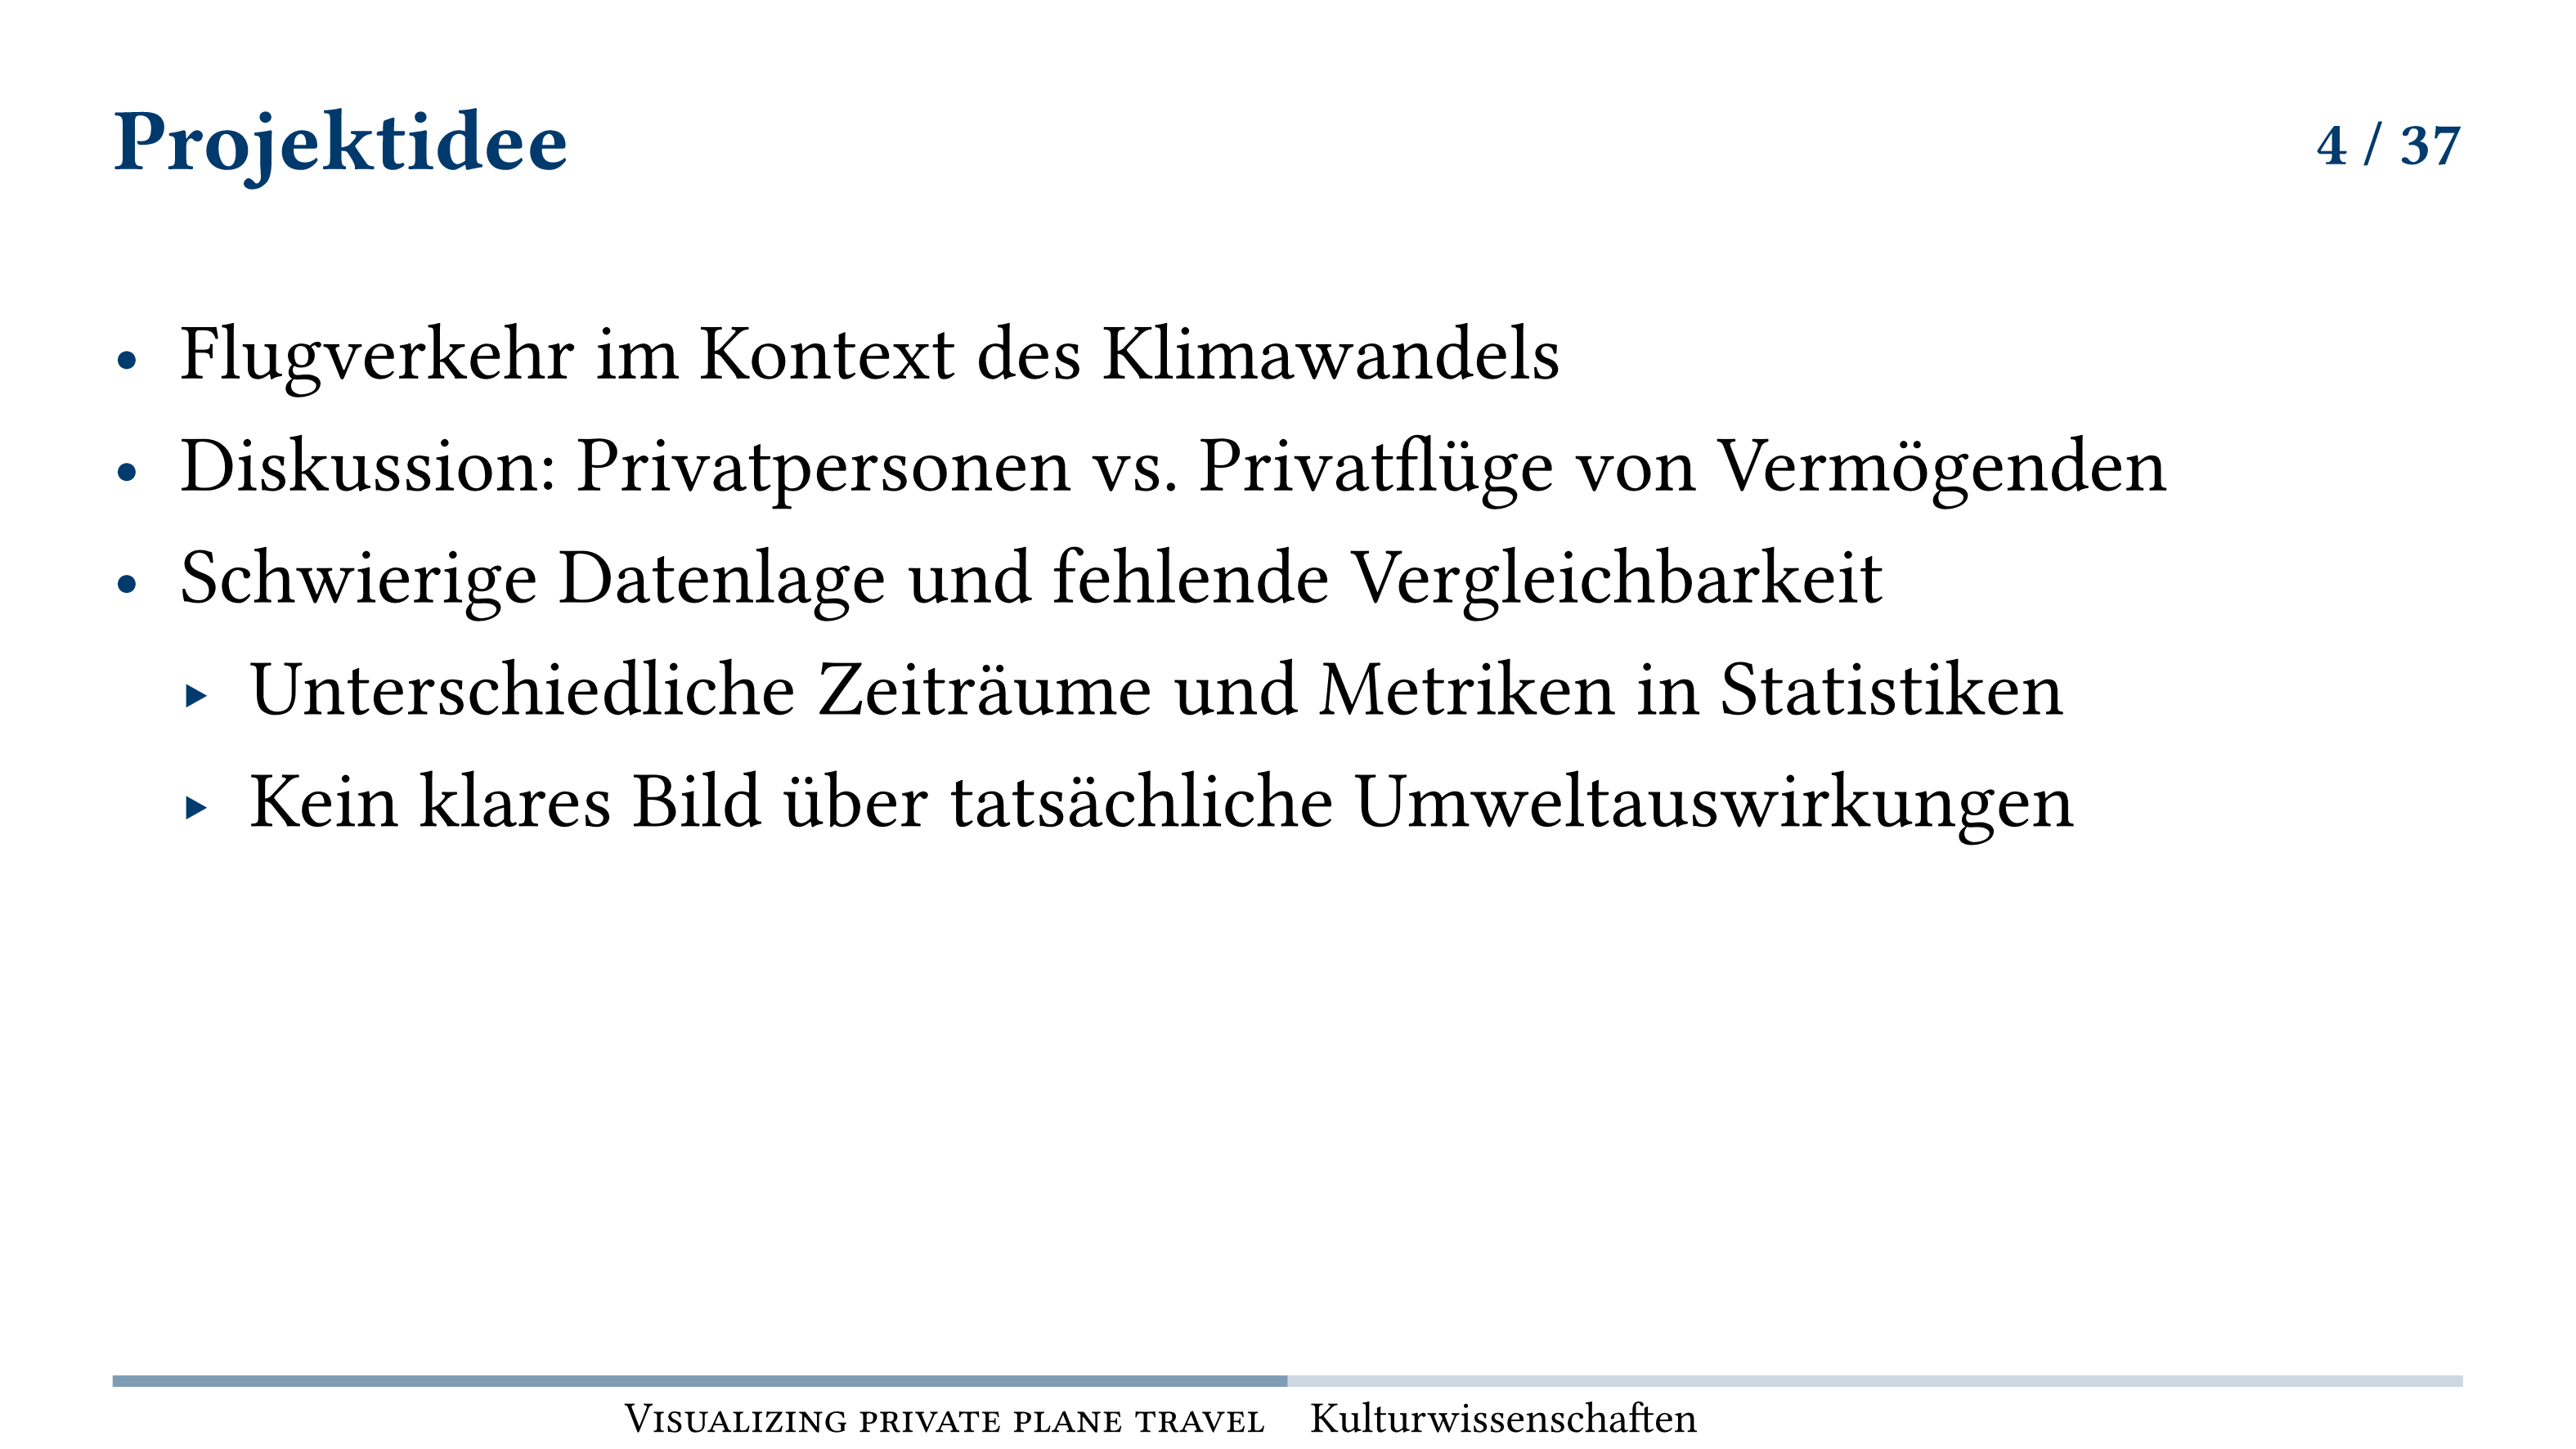 Projektidee
4 / 37
• Flugverkehr im Kontext des Klimawandels
• Diskussion: Privatpersonen vs. Privatflüge von Vermögenden
• Schwierige Datenlage und fehlende Vergleichbarkeit
‣ Unterschiedliche Zeiträume und Metriken in Statistiken
‣ Kein klares Bild über tatsächliche Umweltauswirkungen
Visualizing private plane travel Kulturwissenschaften